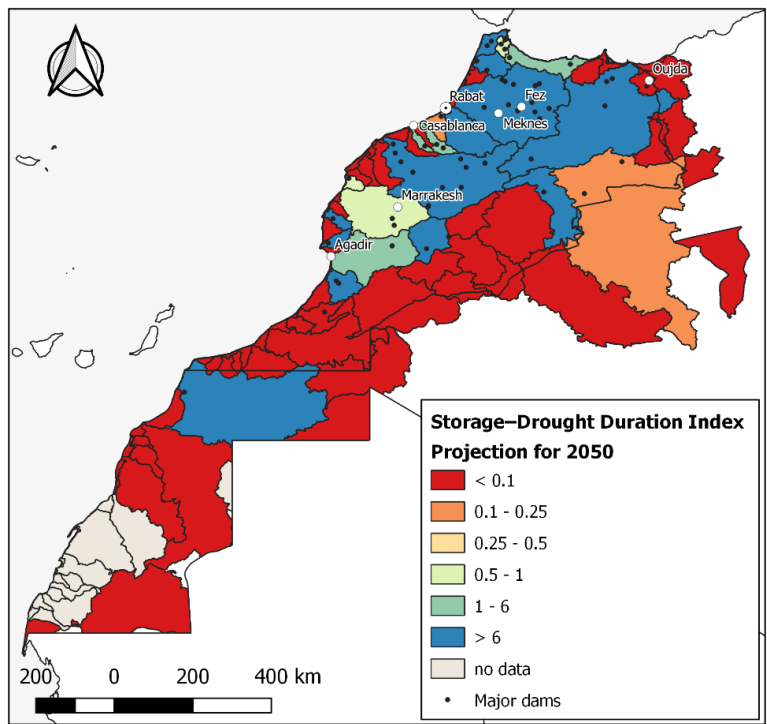 Oujda
Rabat
Fez
Casablanca
Meknes
Marrakesh
Agadir
Storage–Drought Duration Index
Projection for 2050
< 0.1
0.1 - 0.25
0.25 - 0.5
0.5 - 1
1 - 6
> 6
no data
Major dams
200 0 200 400 km